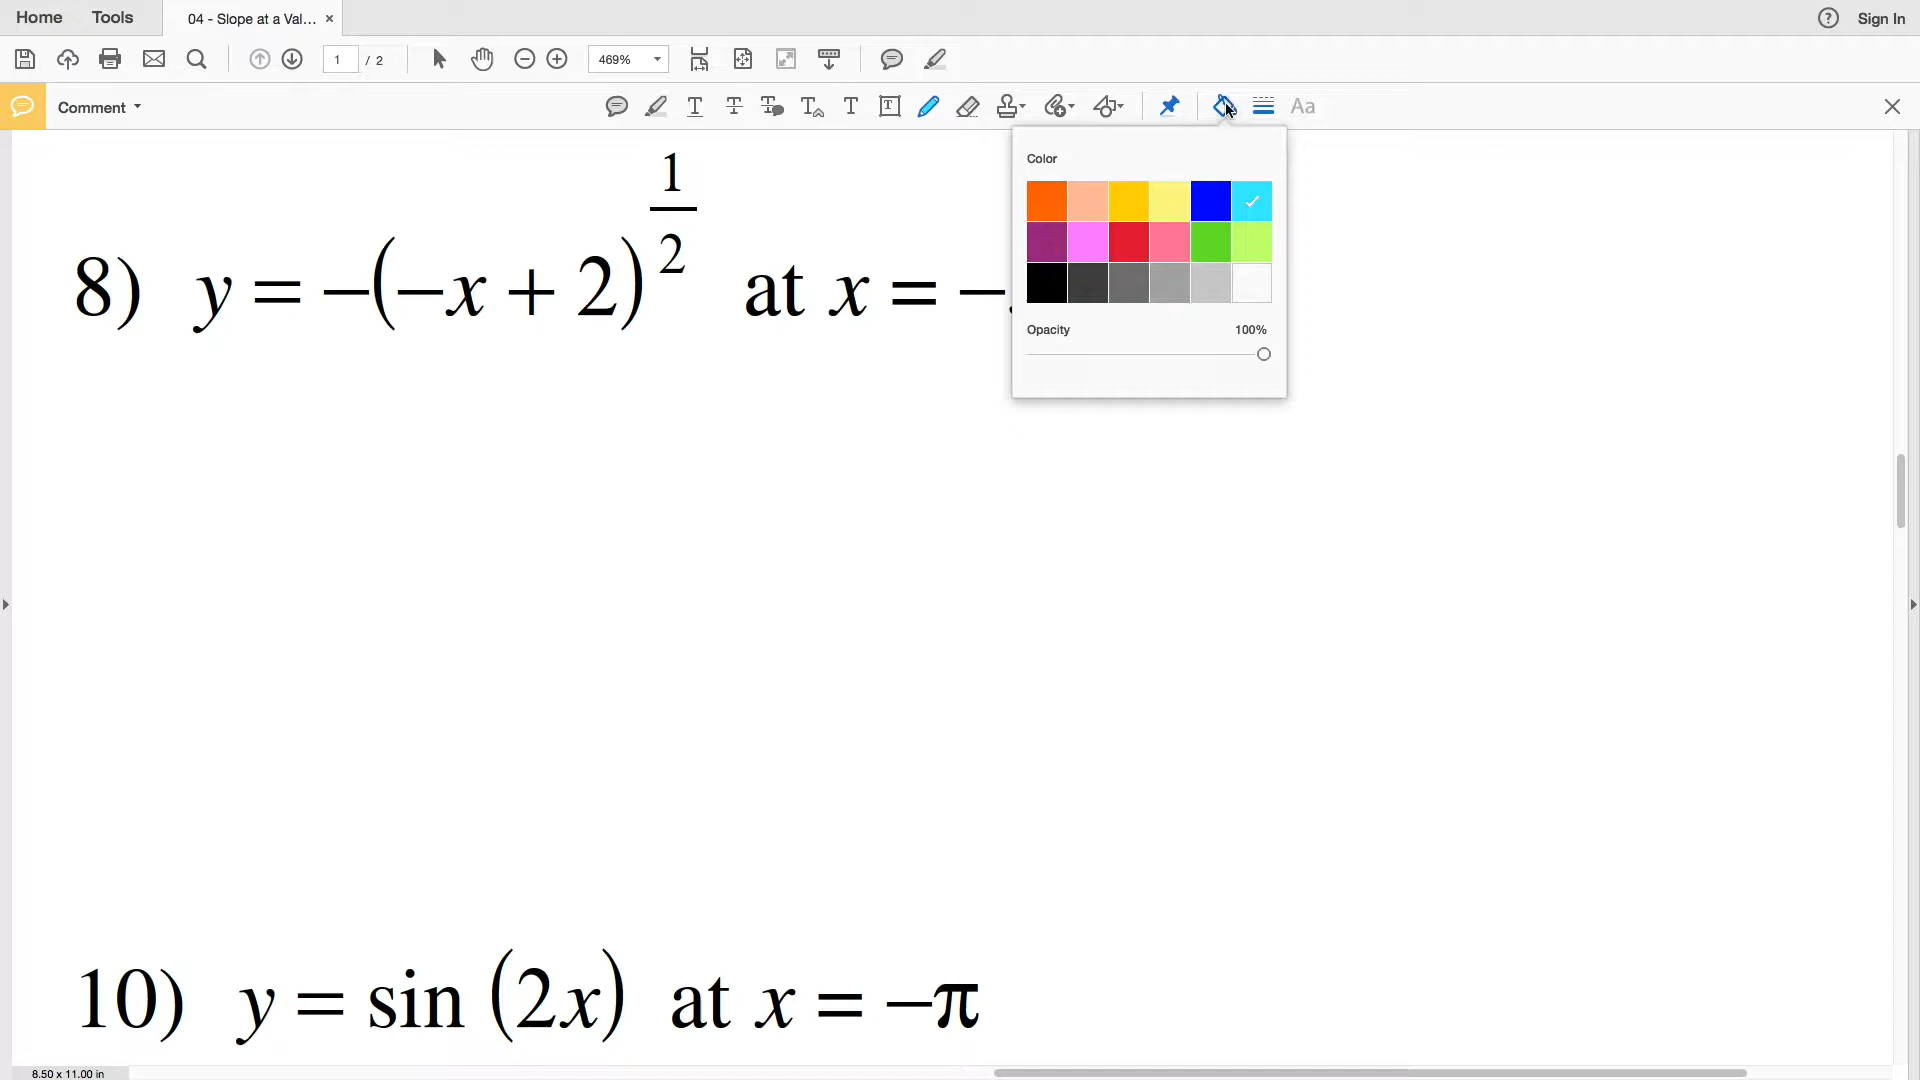 Home Tools 04 - Slope at a Val... × ? Sign In
1 / 2 469%
Comment T T T T T T Aa
Color
Opacity 100%
8) y = −(−x + 2)^(1/2) at x = −
10) y = sin (2x) at x = −π
8.50 x 11.00 in